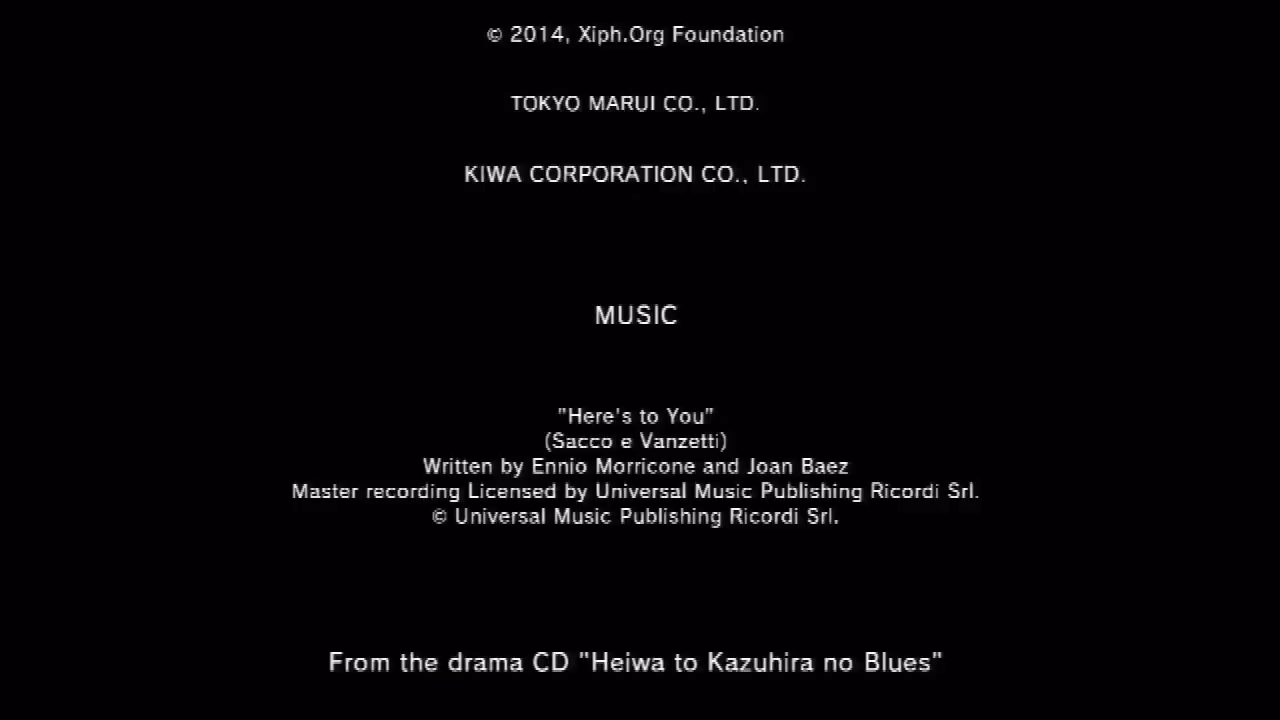 © 2014, Xiph.Org Foundation
TOKYO MARUI CO., LTD.
KIWA CORPORATION CO., LTD.
MUSIC
"Here's to You"
(Sacco e Vanzetti)
Written by Ennio Morricone and Joan Baez
Master recording Licensed by Universal Music Publishing Ricordi Srl.
© Universal Music Publishing Ricordi Srl.
From the drama CD "Heiwa to Kazuhira no Blues"